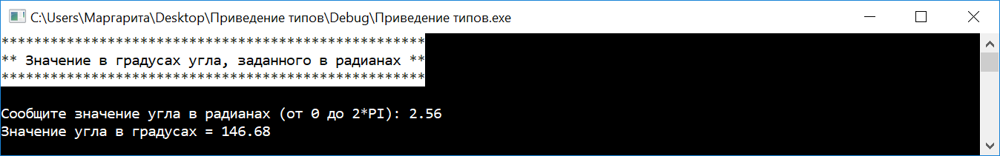 C:\Users\Маргарита\Desktop\Приведение типов\Debug\Приведение типов.exe
****************************************************
** Значение в градусах угла, заданного в радианах **
****************************************************
Сообщите значение угла в радианах (от 0 до 2*PI): 2.56
Значение угла в градусах = 146.68